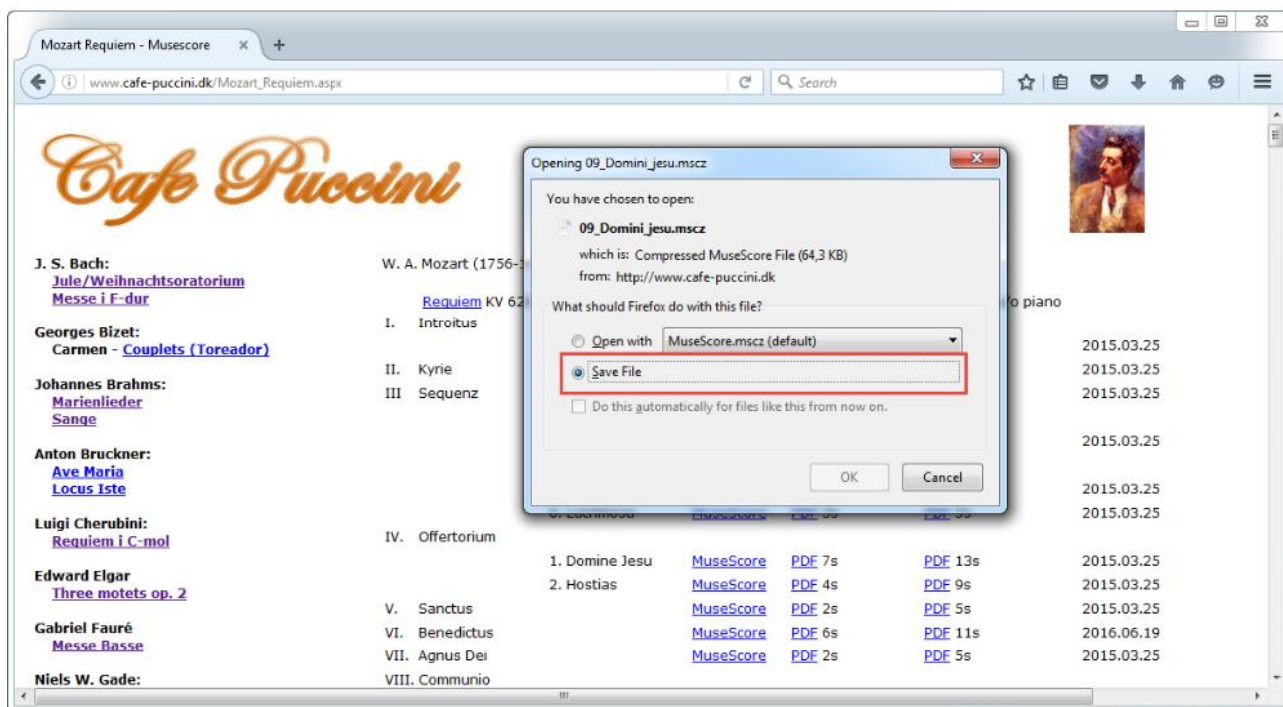 Mozart Requiem - Musescore
www.cafe-puccini.dk/Mozart_Requiem.aspx
Search
Cafe Puccini
J. S. Bach:
Jule/Weihnachtsoratorium
Messe i F-dur
Georges Bizet:
Carmen - Couplets (Toreador)
Johannes Brahms:
Marienlieder
Sange
Anton Bruckner:
Ave Maria
Locus Iste
Luigi Cherubini:
Requiem i C-mol
Edward Elgar
Three motets op. 2
Gabriel Fauré
Messe Basse
Niels W. Gade:
W. A. Mozart (1756-
Requiem KV 62
o piano
I. Introitus
2015.03.25
II. Kyrie 2015.03.25
III Sequenz 2015.03.25
2015.03.25
2015.03.25
MuseScore PDF PDF 2015.03.25
IV. Offertorium
1. Domine Jesu MuseScore PDF 7s PDF 13s 2015.03.25
2. Hostias MuseScore PDF 4s PDF 9s 2015.03.25
V. Sanctus MuseScore PDF 2s PDF 5s 2015.03.25
VI. Benedictus MuseScore PDF 6s PDF 11s 2016.06.19
VII. Agnus Dei MuseScore PDF 2s PDF 5s 2015.03.25
VIII. Communio
Opening 09_Domini_jesu.mscz
You have chosen to open:
09_Domini_jesu.mscz
which is: Compressed MuseScore File (64,3 KB)
from: http://www.cafe-puccini.dk
What should Firefox do with this file?
Open with MuseScore.mscz (default)
Save File
Do this automatically for files like this from now on.
OK Cancel